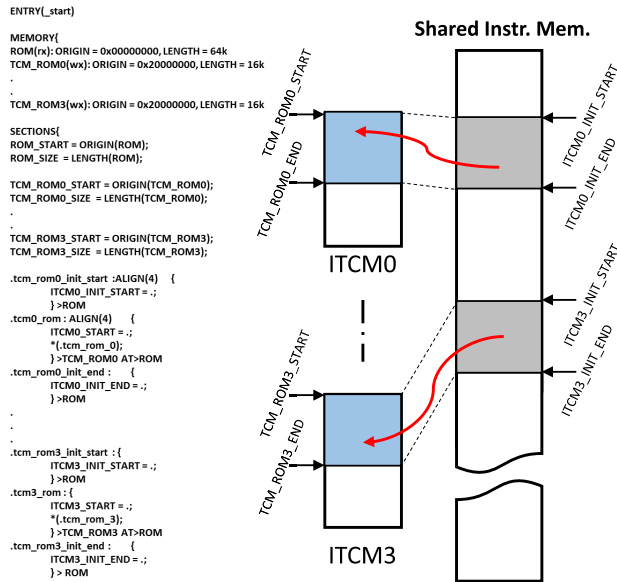 ENTRY(_start)
MEMORY{
ROM(rx): ORIGIN = 0x00000000, LENGTH = 64k
TCM_ROM0(wx): ORIGIN = 0x20000000, LENGTH = 16k
.
.
TCM_ROM3(wx): ORIGIN = 0x20000000, LENGTH = 16k
SECTIONS{
ROM_START = ORIGIN(ROM);
ROM_SIZE = LENGTH(ROM);
TCM_ROM0_START = ORIGIN(TCM_ROM0);
TCM_ROM0_SIZE = LENGTH(TCM_ROM0);
.
.
TCM_ROM3_START = ORIGIN(TCM_ROM3);
TCM_ROM3_SIZE = LENGTH(TCM_ROM3);
.tcm_rom0_init_start :ALIGN(4) {
ITCM0_INIT_START = .;
} >ROM
.tcm0_rom : ALIGN(4) {
ITCM0_START = .;
*(.tcm_rom_0);
} >TCM_ROM0 AT>ROM
.tcm_rom0_init_end : {
ITCM0_INIT_END = .;
} >ROM
.
.
.
.tcm_rom3_init_start : {
ITCM3_INIT_START = .;
} >ROM
.tcm3_rom : {
ITCM3_START = .;
*(.tcm_rom_3);
} >TCM_ROM3 AT>ROM
.tcm_rom3_init_end : {
ITCM3_INIT_END = .;
} > ROM
Shared Instr. Mem.
TCM_ROM0_START
TCM_ROM0_END
ITCM0
ITCM0_INIT_START
ITCM0_INIT_END
TCM_ROM3_START
TCM_ROM3_END
ITCM3
ITCM3_INIT_START
ITCM3_INIT_END